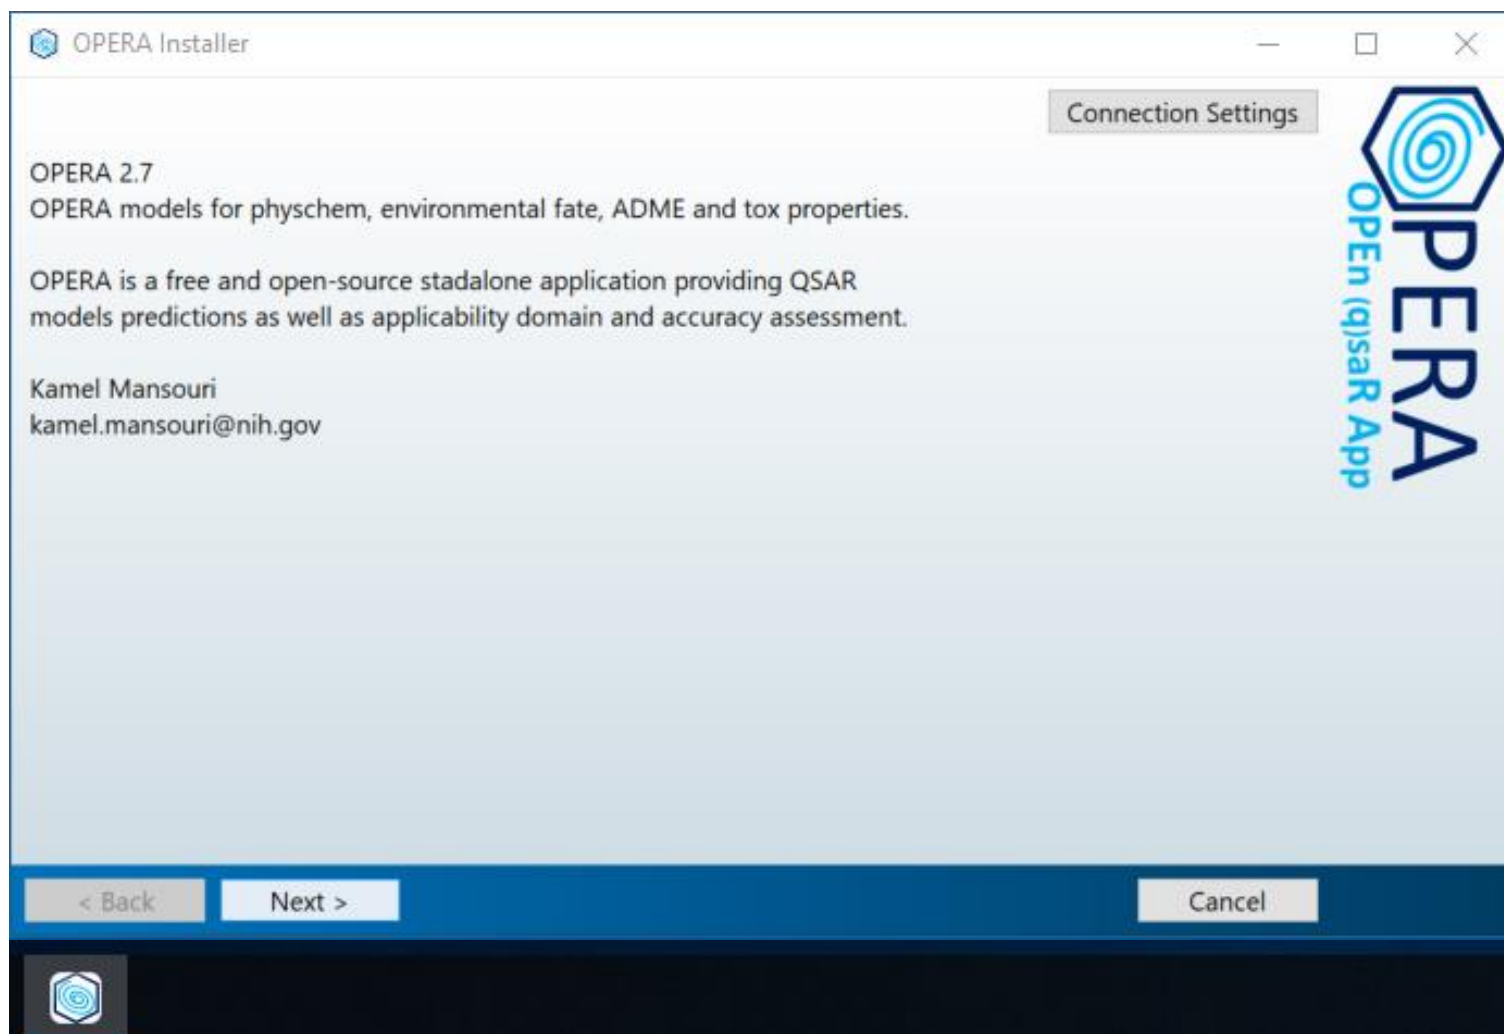 OPERA Installer
Connection Settings
OPERA 2.7
OPERA models for physchem, environmental fate, ADME and tox properties.
OPERA is a free and open-source stadalone application providing QSAR
models predictions as well as applicability domain and accuracy assessment.
Kamel Mansouri
kamel.mansouri@nih.gov
OPERA
OPEn (q)saR App
< Back
Next >
Cancel